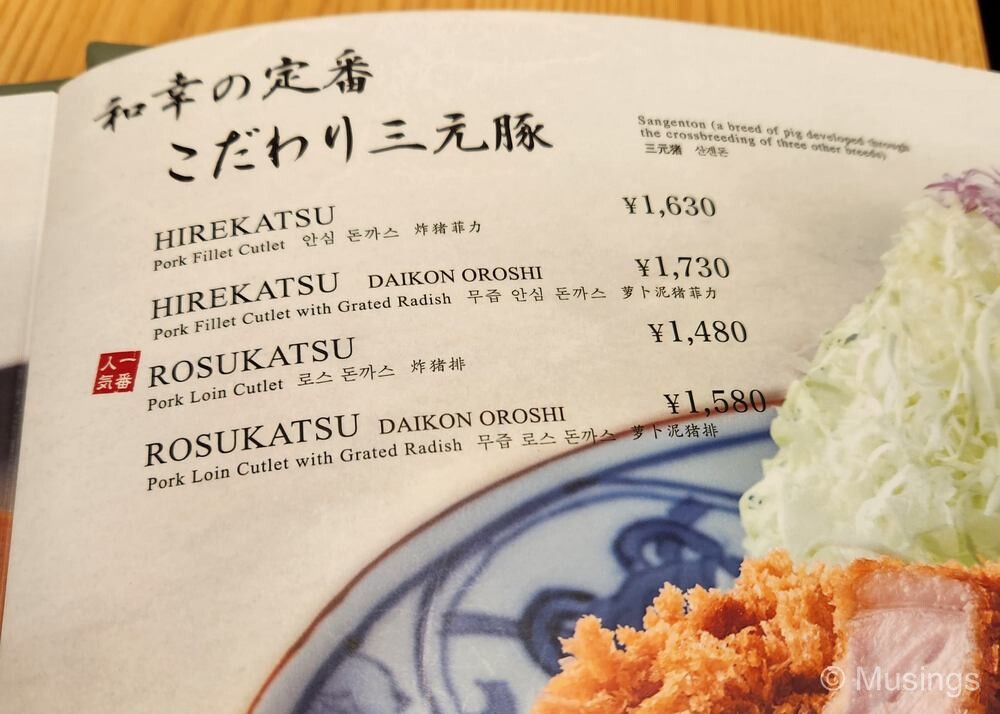 和幸の定番
こだわり三元豚
Sangenton (a breed of pig developed through
the crossbreeding of three other breeds)
三元猪 산겐돈
HIREKATSU ¥1,630
Pork Fillet Cutlet 안심 돈까스 炸猪菲力
HIREKATSU DAIKON OROSHI ¥1,730
Pork Fillet Cutlet with Grated Radish 무즙 안심 돈까스 萝卜泥猪菲力
人気一番
ROSUKATSU ¥1,480
Pork Loin Cutlet 로스 돈까스 炸猪排
ROSUKATSU DAIKON OROSHI ¥1,580
Pork Loin Cutlet with Grated Radish 무즙 로스 돈까스 萝卜泥猪排
© Musings